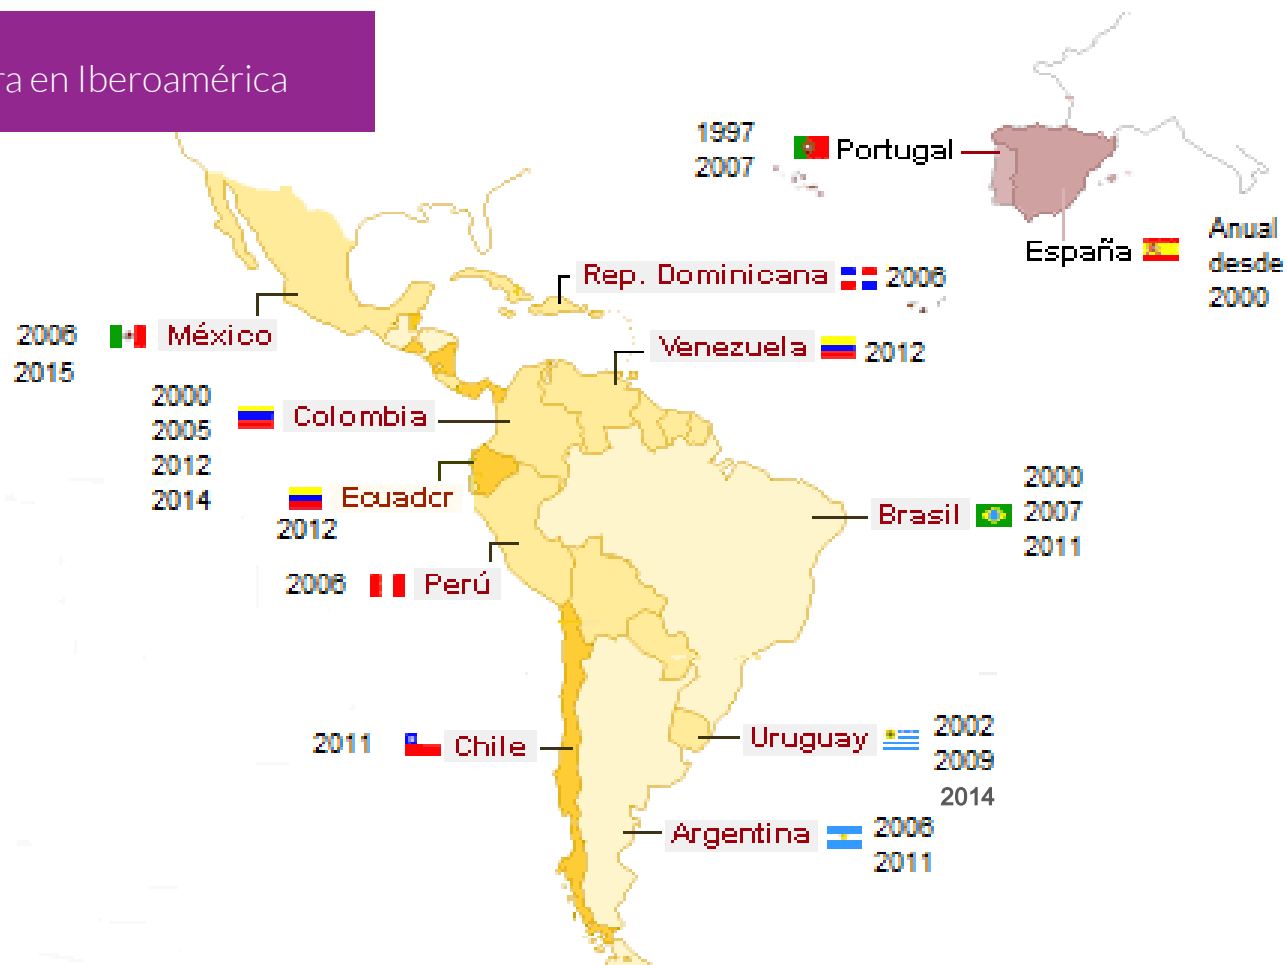 ra en Iberoamérica
1997
2007
Portugal
España
Anual
desde
2000
Rep. Dominicana
2006
Venezuela
2012
México
2006
2015
Colombia
2000
2005
2012
2014
Ecuador
2012
Perú
2006
Brasil
2000
2007
2011
Chile
2011
Uruguay
2002
2009
2014
Argentina
2006
2011